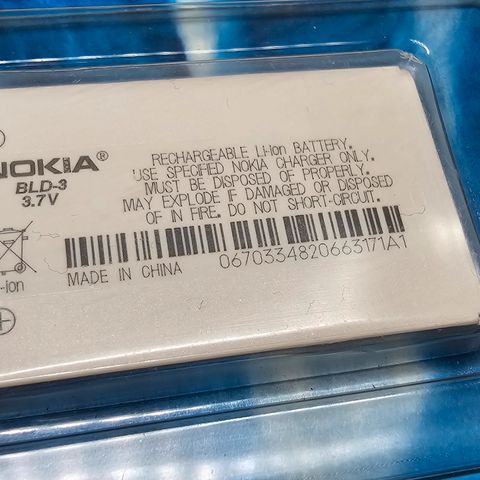 NOKIA®
BLD-3
3.7V
RECHARGEABLE Li-Ion BATTERY.
USE SPECIFIED NOKIA CHARGER ONLY.
MUST BE DISPOSED OF PROPERLY.
MAY EXPLODE IF DAMAGED OR DISPOSED
OF IN FIRE. DO NOT SHORT-CIRCUIT.
0670334820663171A1
MADE IN CHINA
-ion